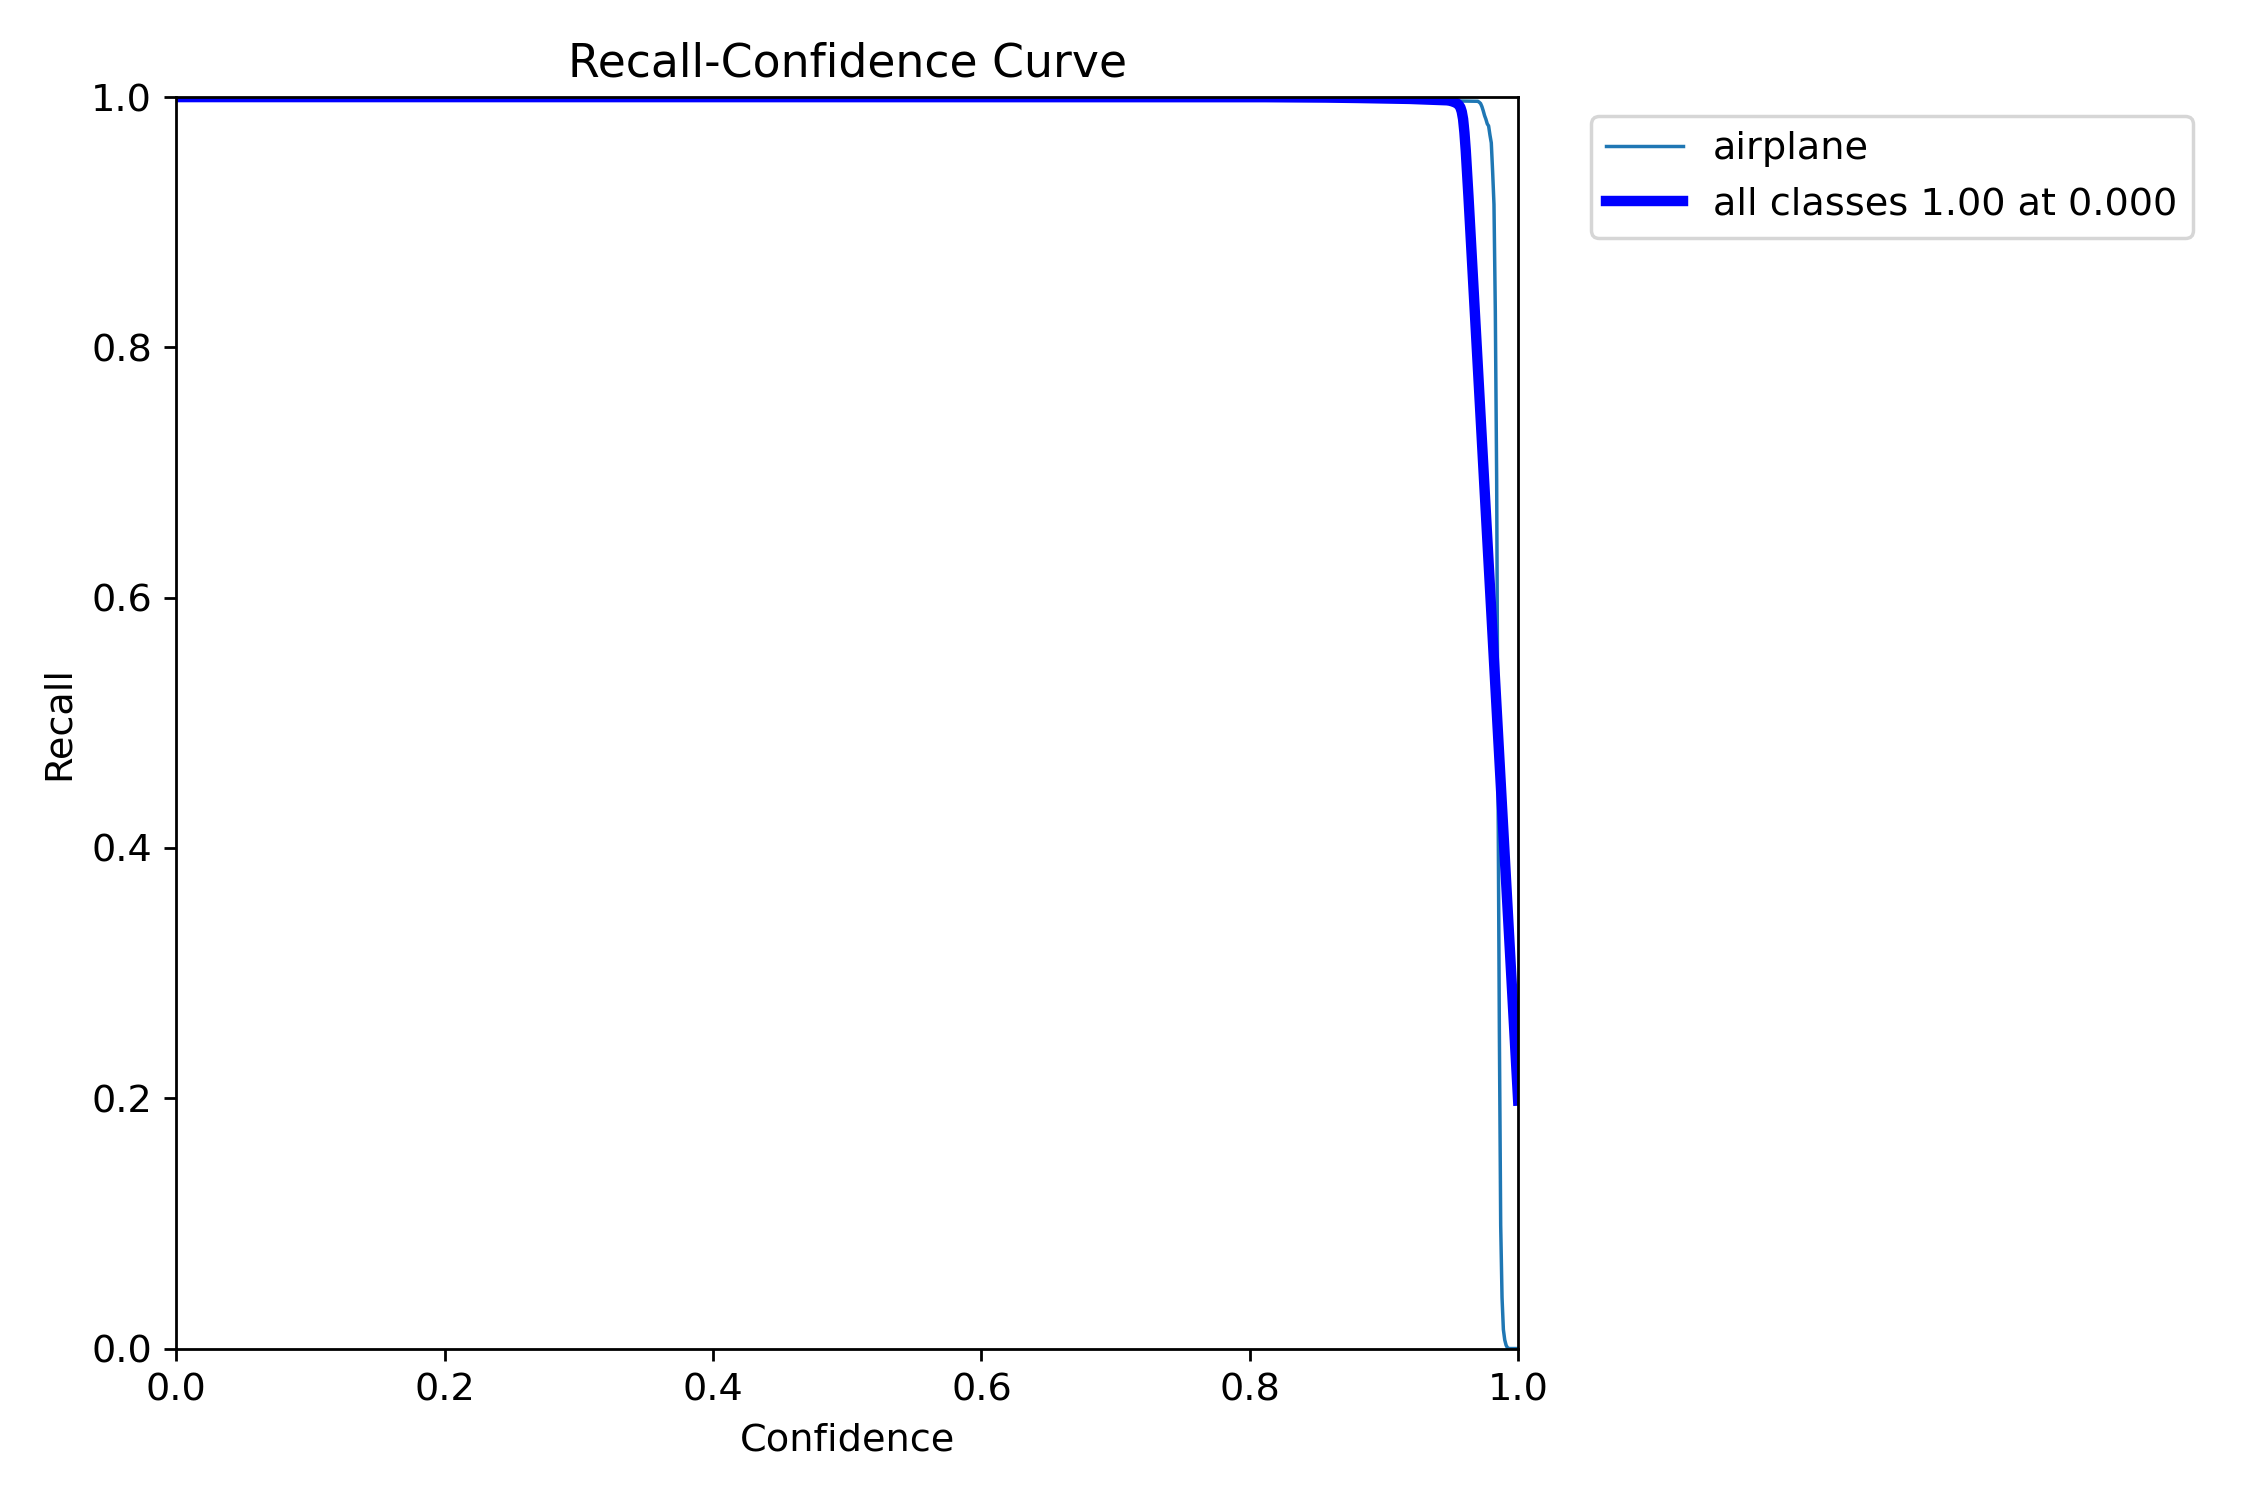 Recall-Confidence Curve
1.0
0.8
0.6
0.4
0.2
0.0
Recall
0.0 0.2 0.4 0.6 0.8 1.0
Confidence
airplane
all classes 1.00 at 0.000